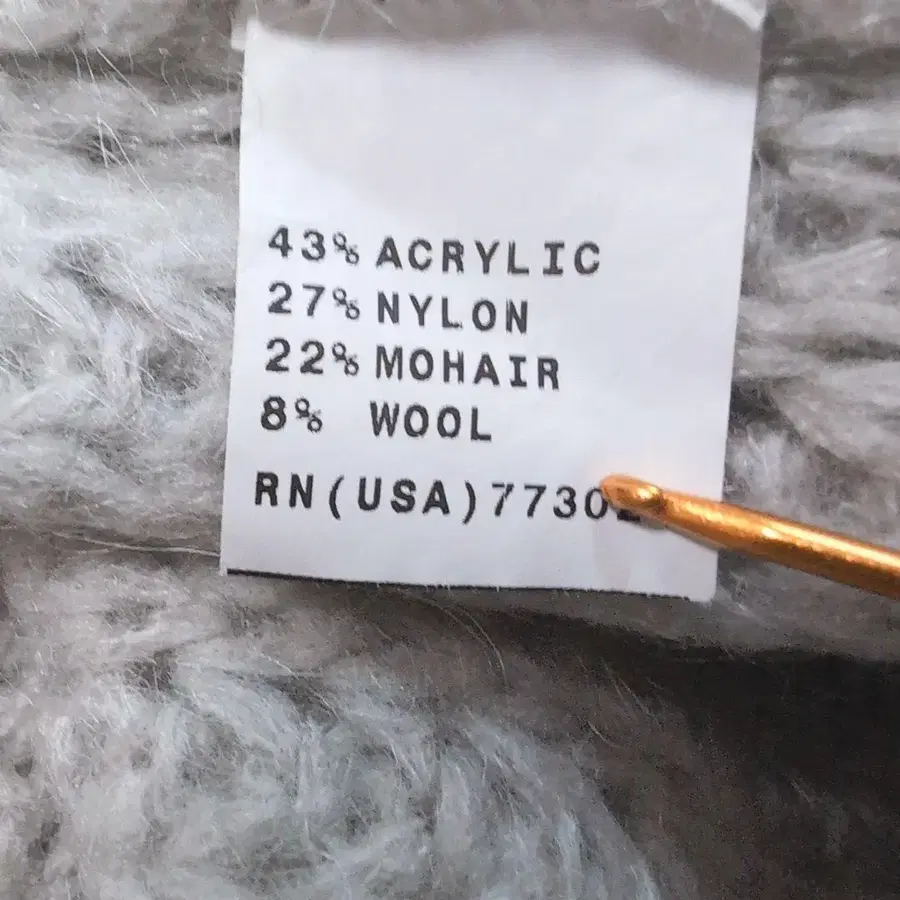 43% ACRYLIC
27% NYLON
22% MOHAIR
8% WOOL
RN(USA)7730